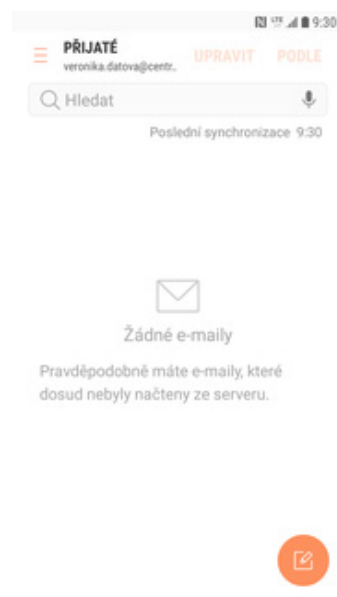 LTE 9:30
PŘIJATÉ
veronika.datova@centr..
UPRAVIT PODLE
Hledat
Poslední synchronizace 9:30
Žádné e-maily
Pravděpodobně máte e-maily, které
dosud nebyly načteny ze serveru.